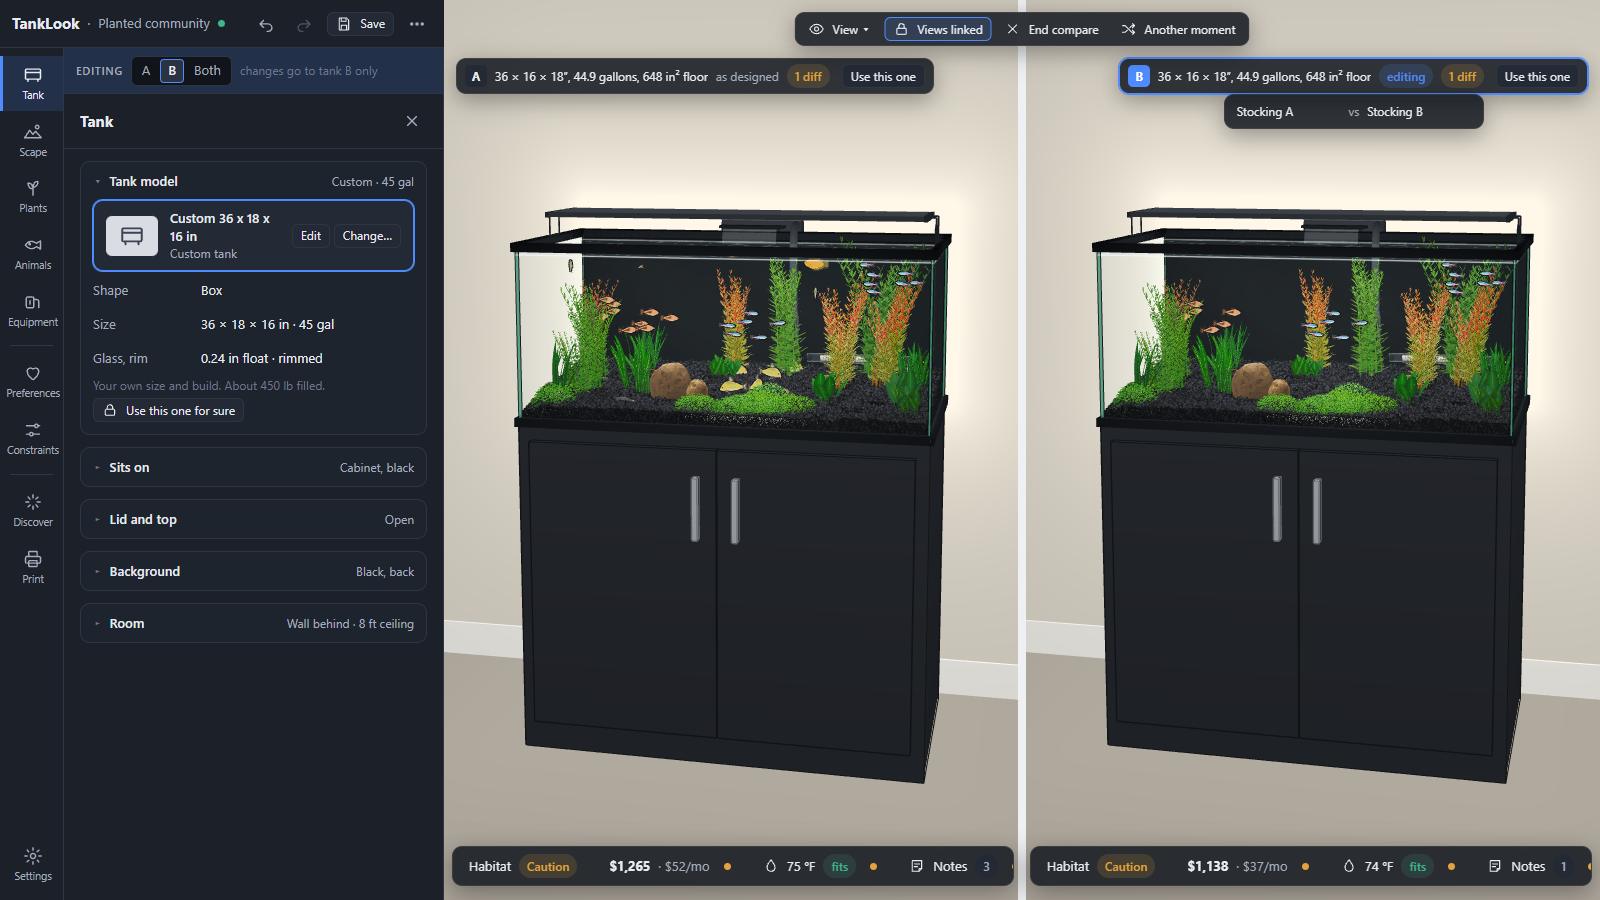 TankLook · Planted community
Save
Tank
Scape
Plants
Animals
Equipment
Preferences
Constraints
Discover
Print
Settings
EDITING A B Both changes go to tank B only
Tank
Tank model Custom · 45 gal
Custom 36 x 18 x
16 in
Custom tank
Edit Change...
Shape Box
Size 36 × 18 × 16 in · 45 gal
Glass, rim 0.24 in float · rimmed
Your own size and build. About 450 lb filled.
Use this one for sure
Sits on Cabinet, black
Lid and top Open
Background Black, back
Room Wall behind · 8 ft ceiling
View Views linked End compare Another moment
A 36 × 16 × 18", 44.9 gallons, 648 in² floor as designed 1 diff Use this one
B 36 × 16 × 18", 44.9 gallons, 648 in² floor editing 1 diff Use this one
Stocking A vs Stocking B
Habitat Caution $1,265 · $52/mo 75 °F fits Notes 3
Habitat Caution $1,138 · $37/mo 74 °F fits Notes 1